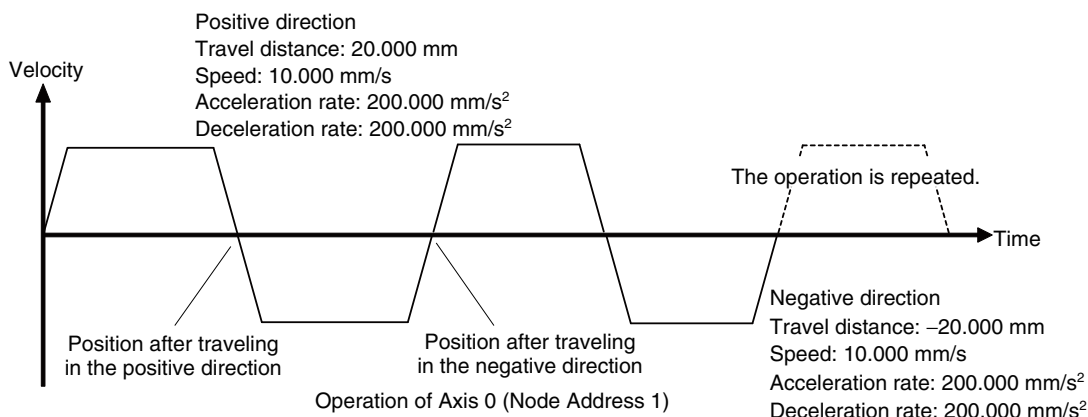 Positive direction
Travel distance: 20.000 mm
Speed: 10.000 mm/s
Acceleration rate: 200.000 mm/s²
Deceleration rate: 200.000 mm/s²
Velocity
The operation is repeated.
Time
Position after traveling
in the positive direction
Position after traveling
in the negative direction
Negative direction
Travel distance: −20.000 mm
Speed: 10.000 mm/s
Acceleration rate: 200.000 mm/s²
Deceleration rate: 200.000 mm/s²
Operation of Axis 0 (Node Address 1)